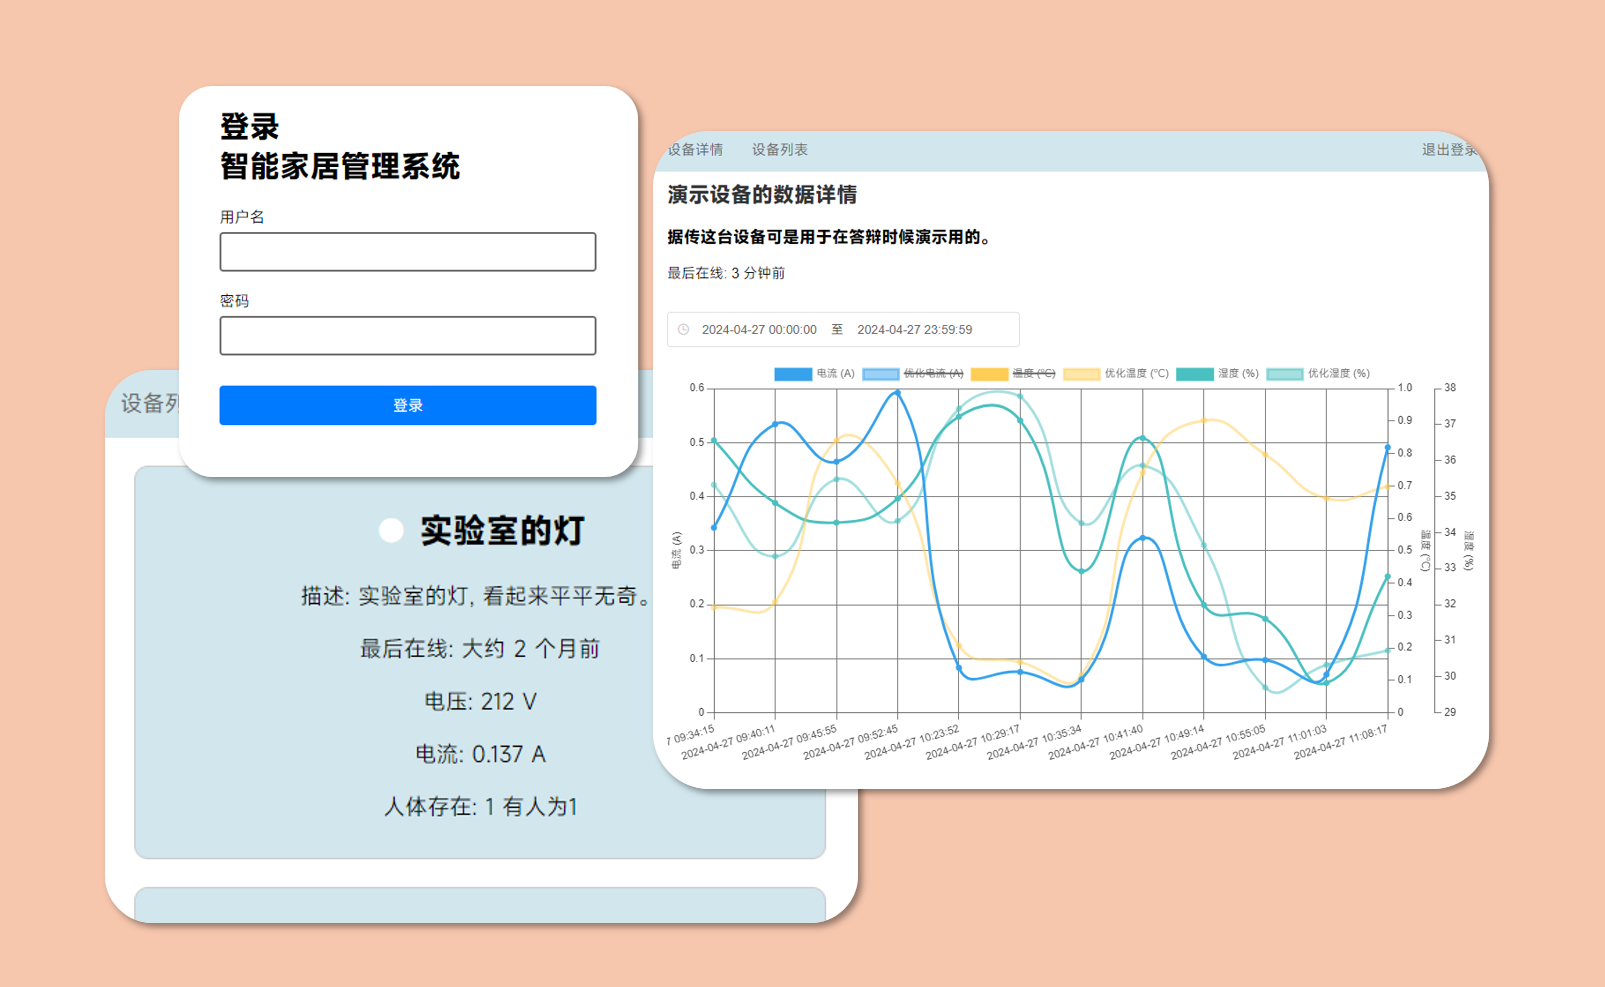 登录
智能家居管理系统
用户名
密码
登录
设备列
实验室的灯
描述: 实验室的灯, 看起来平平无奇。
最后在线: 大约 2 个月前
电压: 212 V
电流: 0.137 A
人体存在: 1 有人为1
设备详情 设备列表 退出登录
演示设备的数据详情
据传这台设备可是用于在答辩时候演示用的。
最后在线: 3 分钟前
2024-04-27 00:00:00 至 2024-04-27 23:59:59
电流 (A) 优化电流 (A) 温度 (°C) 优化温度 (°C) 湿度 (%) 优化湿度 (%)
0.6
0.5
0.4
0.3
0.2
0.1
0
电流 (A)
1.0
0.9
0.8
0.7
0.6
0.5
0.4
0.3
0.2
0.1
0
温度 (°C)
38
37
36
35
34
33
32
31
30
29
湿度 (%)
7 09:34:15
2024-04-27 09:40:11
2024-04-27 09:45:55
2024-04-27 09:52:45
2024-04-27 10:23:52
2024-04-27 10:29:17
2024-04-27 10:35:34
2024-04-27 10:41:40
2024-04-27 10:49:14
2024-04-27 10:55:05
2024-04-27 11:01:03
2024-04-27 11:08:17